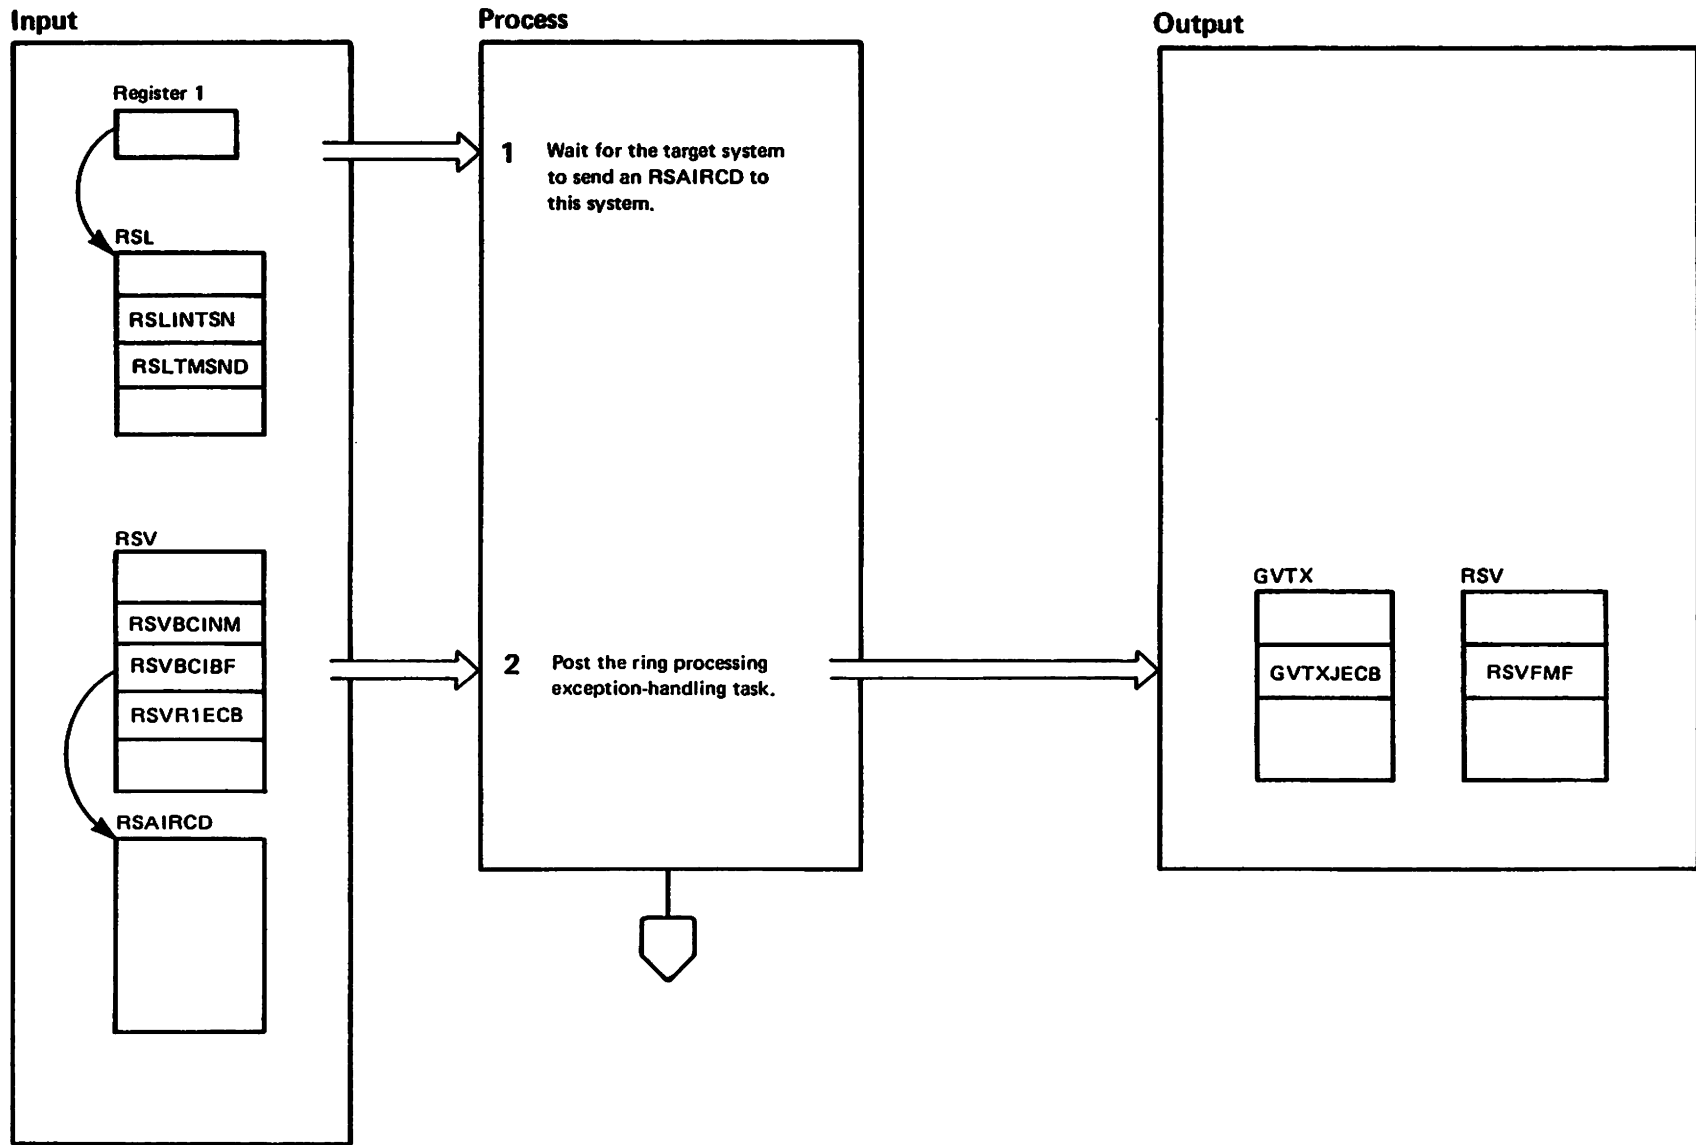 Input
Register 1
RSL
RSLINTSN
RSLTMSND
RSV
RSVBCINM
RSVBCIBF
RSVR1ECB
RSAIRCD
Process
1 Wait for the target system
to send an RSAIRCD to
this system.
2 Post the ring processing
exception-handling task.
Output
GVTX
GVTXJECB
RSV
RSVFMF